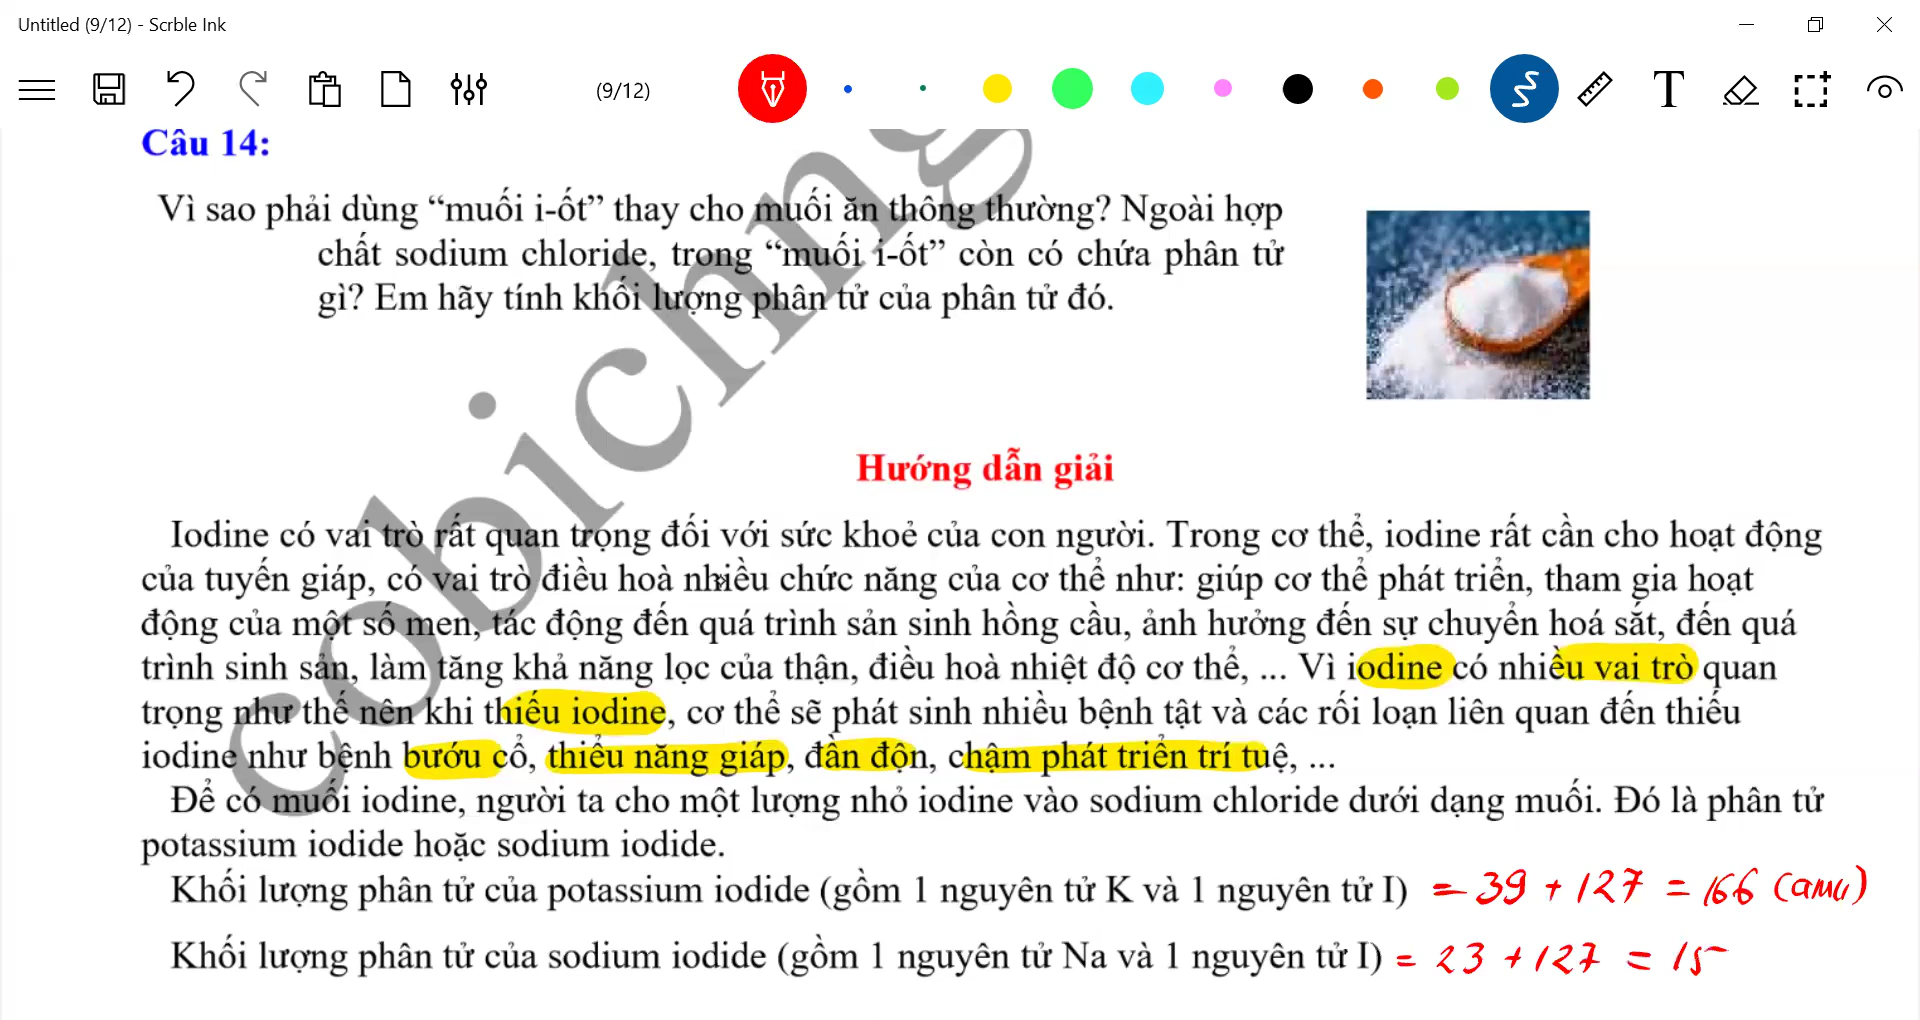 Untitled (9/12) - Scrble Ink
(9/12)
T
Câu 14:
Vì sao phải dùng “muối i-ốt” thay cho muối ăn thông thường? Ngoài hợp
chất sodium chloride, trong “muối i-ốt” còn có chứa phân tử
gì? Em hãy tính khối lượng phân tử của phân tử đó.
Hướng dẫn giải
Iodine có vai trò rất quan trọng đối với sức khoẻ của con người. Trong cơ thể, iodine rất cần cho hoạt động
của tuyến giáp, có vai trò điều hoà nhiều chức năng của cơ thể như: giúp cơ thể phát triển, tham gia hoạt
động của một số men, tác động đến quá trình sản sinh hồng cầu, ảnh hưởng đến sự chuyển hoá sắt, đến quá
trình sinh sản, làm tăng khả năng lọc của thận, điều hoà nhiệt độ cơ thể, ... Vì iodine có nhiều vai trò quan
trọng như thế nên khi thiếu iodine, cơ thể sẽ phát sinh nhiều bệnh tật và các rối loạn liên quan đến thiếu
iodine như bệnh bướu cổ, thiểu năng giáp, đần độn, chậm phát triển trí tuệ, ...
Để có muối iodine, người ta cho một lượng nhỏ iodine vào sodium chloride dưới dạng muối. Đó là phân tử
potassium iodide hoặc sodium iodide.
Khối lượng phân tử của potassium iodide (gồm 1 nguyên tử K và 1 nguyên tử I) = 39 + 127 = 166 (amu)
Khối lượng phân tử của sodium iodide (gồm 1 nguyên tử Na và 1 nguyên tử I) = 23 + 127 = 15
cobichng